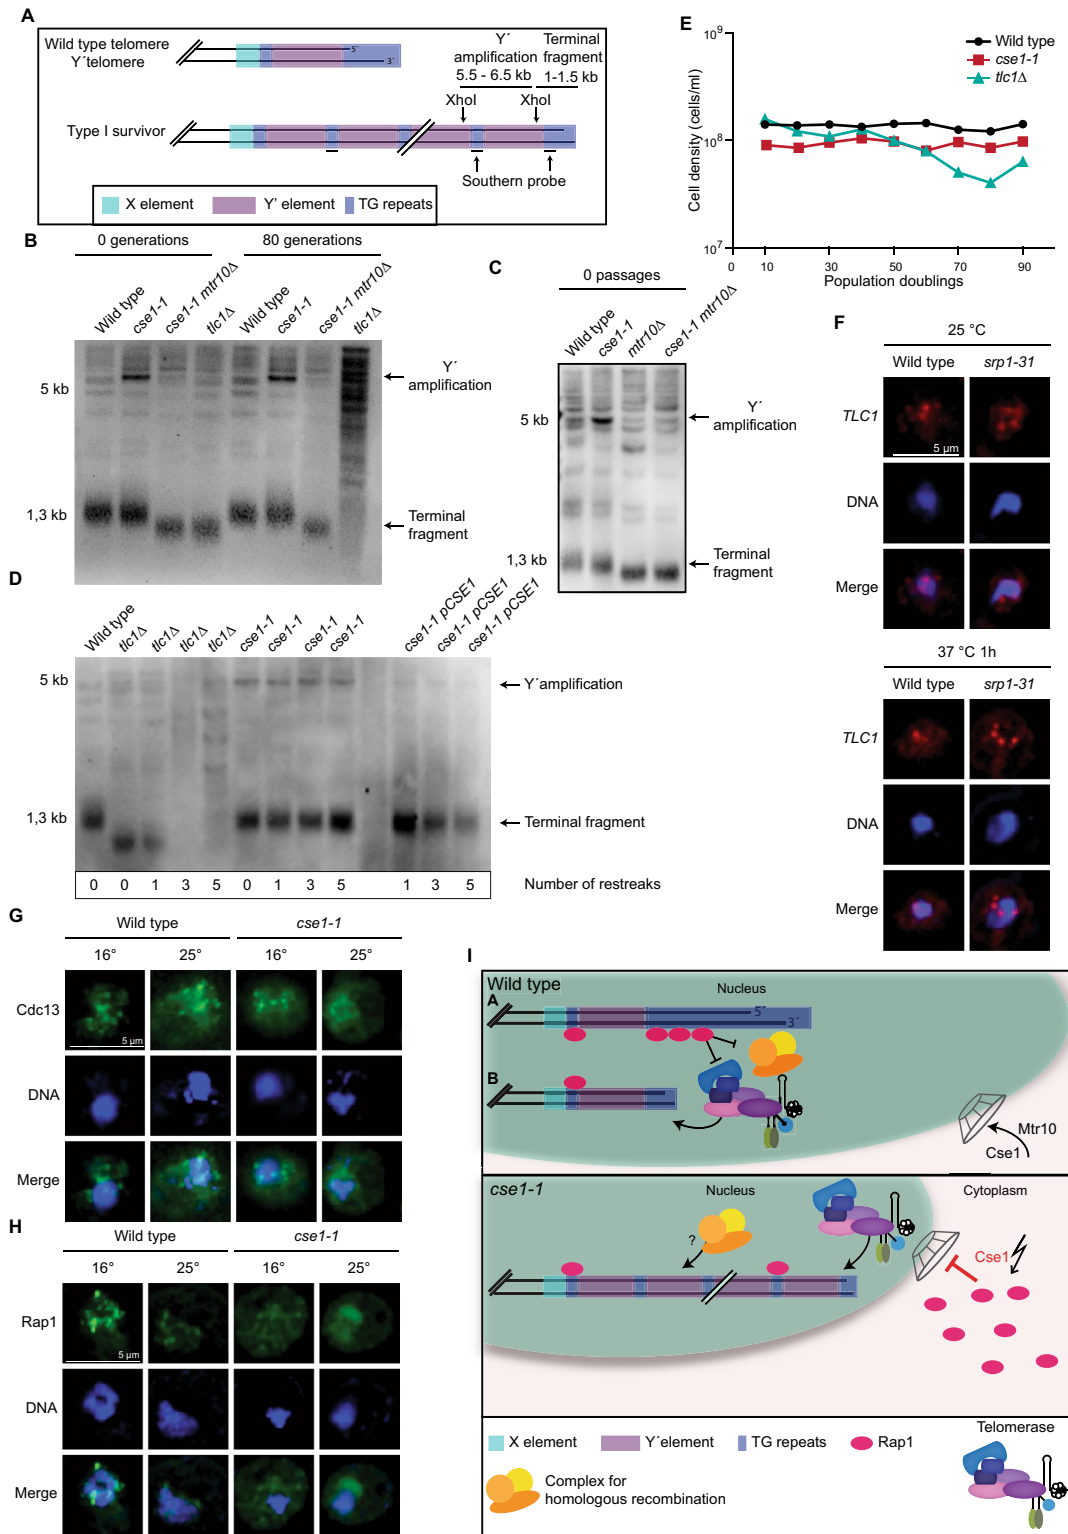 A
Wild type telomere
Y´telomere
5´
3´
Y´
amplification
5.5 - 6.5 kb
Terminal
fragment
1-1.5 kb
XhoI
XhoI
Type I survivor
Southern probe
X element
Y' element
TG repeats
B
0 generations
80 generations
Wild type
cse1-1
cse1-1 mtr10Δ
tlc1Δ
Wild type
cse1-1
cse1-1 mtr10Δ
tlc1Δ
5 kb
1,3 kb
Y´
amplification
Terminal
fragment
C
0 passages
Wild type
cse1-1
mtr10Δ
cse1-1 mtr10Δ
5 kb
1,3 kb
Y´
amplification
Terminal
fragment
D
Wild type
tlc1Δ
tlc1Δ
tlc1Δ
tlc1Δ
cse1-1
cse1-1
cse1-1
cse1-1
cse1-1 pCSE1
cse1-1 pCSE1
cse1-1 pCSE1
5 kb
1,3 kb
Y´amplification
Terminal fragment
0 0 1 3 5 0 1 3 5 1 3 5
Number of restreaks
E
Cell density (cells/ml)
10⁹
10⁸
10⁷
0 10 30 50 70 90
Population doublings
Wild type
cse1-1
tlc1Δ
F
25 °C
Wild type
srp1-31
TLC1
5 µm
DNA
Merge
37 °C 1h
Wild type
srp1-31
TLC1
DNA
Merge
G
Wild type
cse1-1
16° 25° 16° 25°
Cdc13
5 µm
DNA
Merge
H
Wild type
cse1-1
16° 25° 16° 25°
Rap1
5 µm
DNA
Merge
I
Wild type
Nucleus
A
5´
3´
B
Mtr10
Cse1
cse1-1
Nucleus
Cytoplasm
?
Cse1
X element
Y´element
TG repeats
Rap1
Telomerase
Complex for
homologous recombination